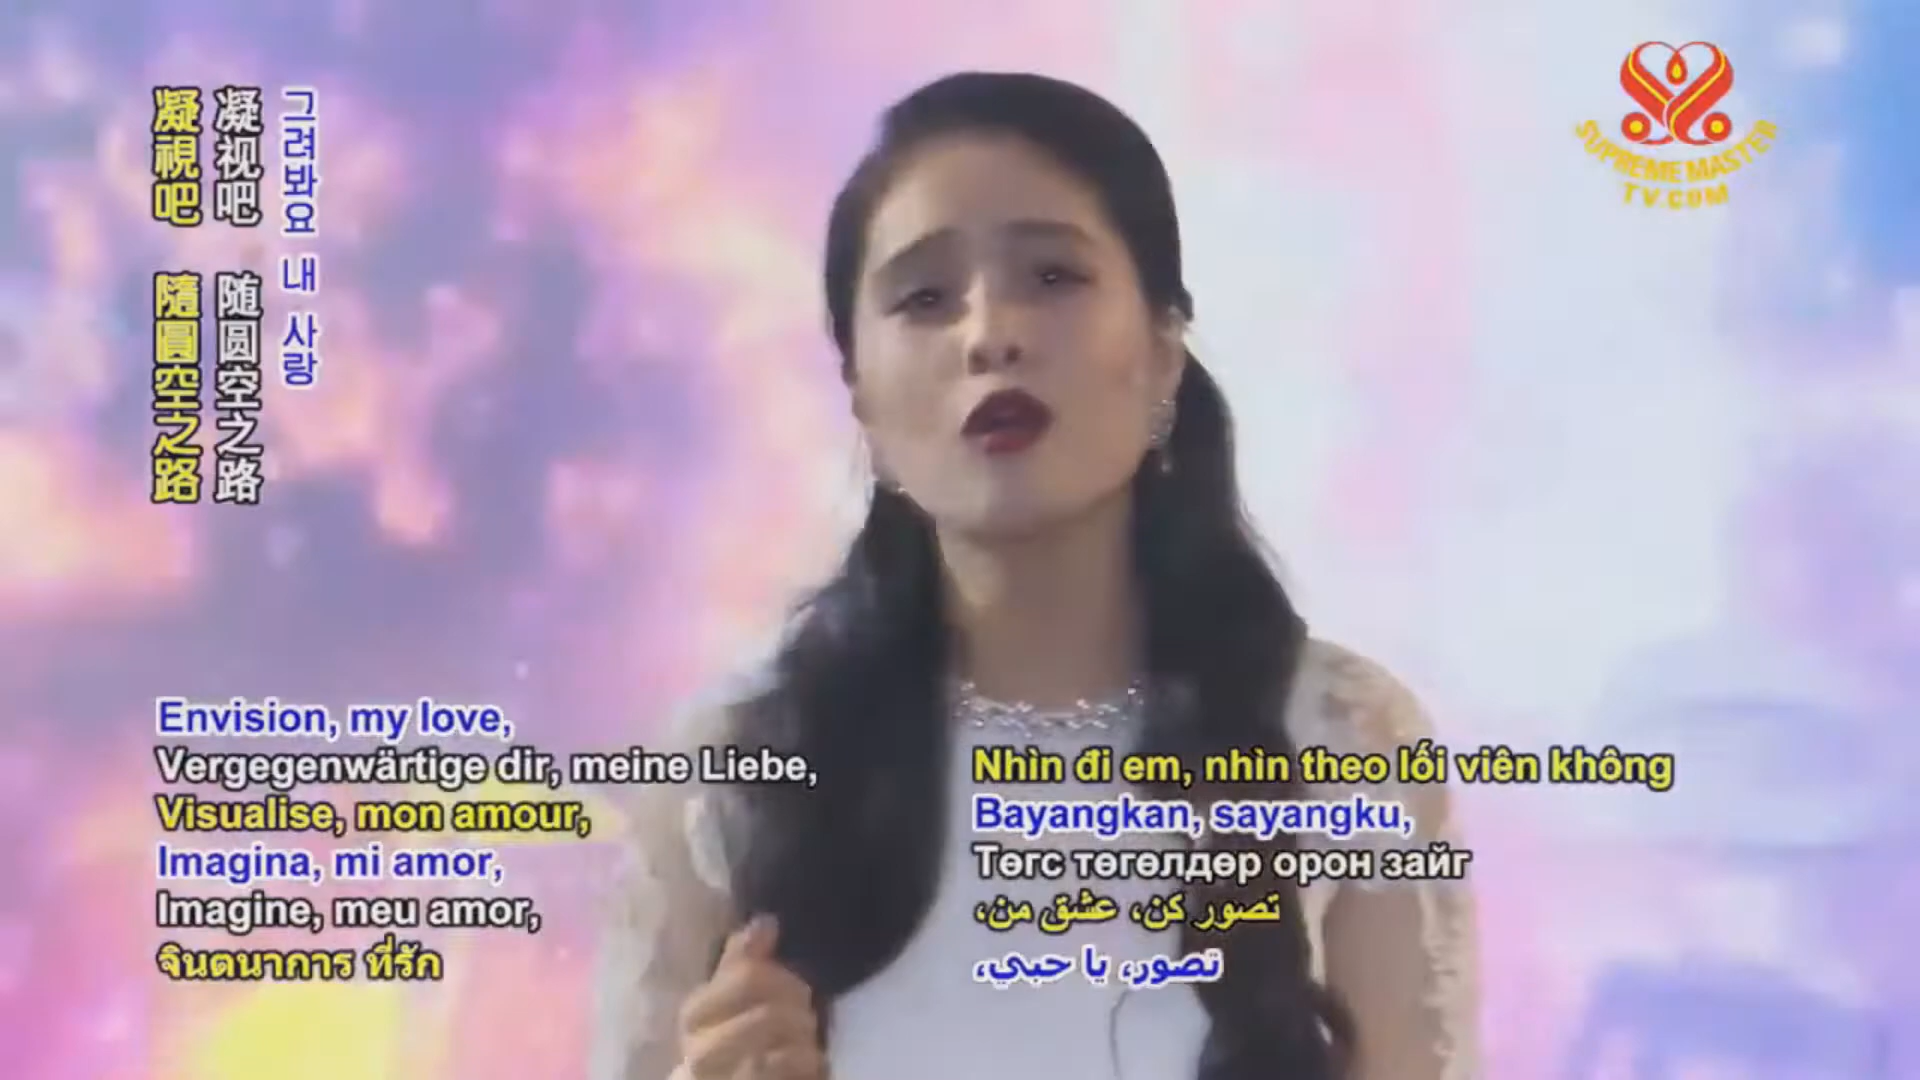 凝視吧　隨圓空之路
凝视吧　随圆空之路
그려봐요 내 사랑
SUPREME MASTER
TV.COM
Envision, my love,
Vergegenwärtige dir, meine Liebe,
Visualise, mon amour,
Imagina, mi amor,
Imagine, meu amor,
จินตนาการ ที่รัก
Nhìn đi em, nhìn theo lối viên không
Bayangkan, sayangku,
Төгс төгөлдөр орон зайг
تصور کن، عشق من،
تصور، يا حبي،